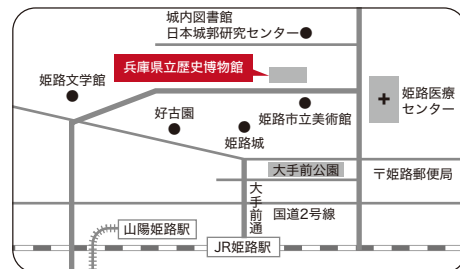 城内図書館
日本城郭研究センター
兵庫県立歴史博物館
姫路文学館
姫路医療
センター
好古園
姫路市立美術館
姫路城
大手前公園
〒姫路郵便局
大手前通
国道2号線
山陽姫路駅
JR姫路駅